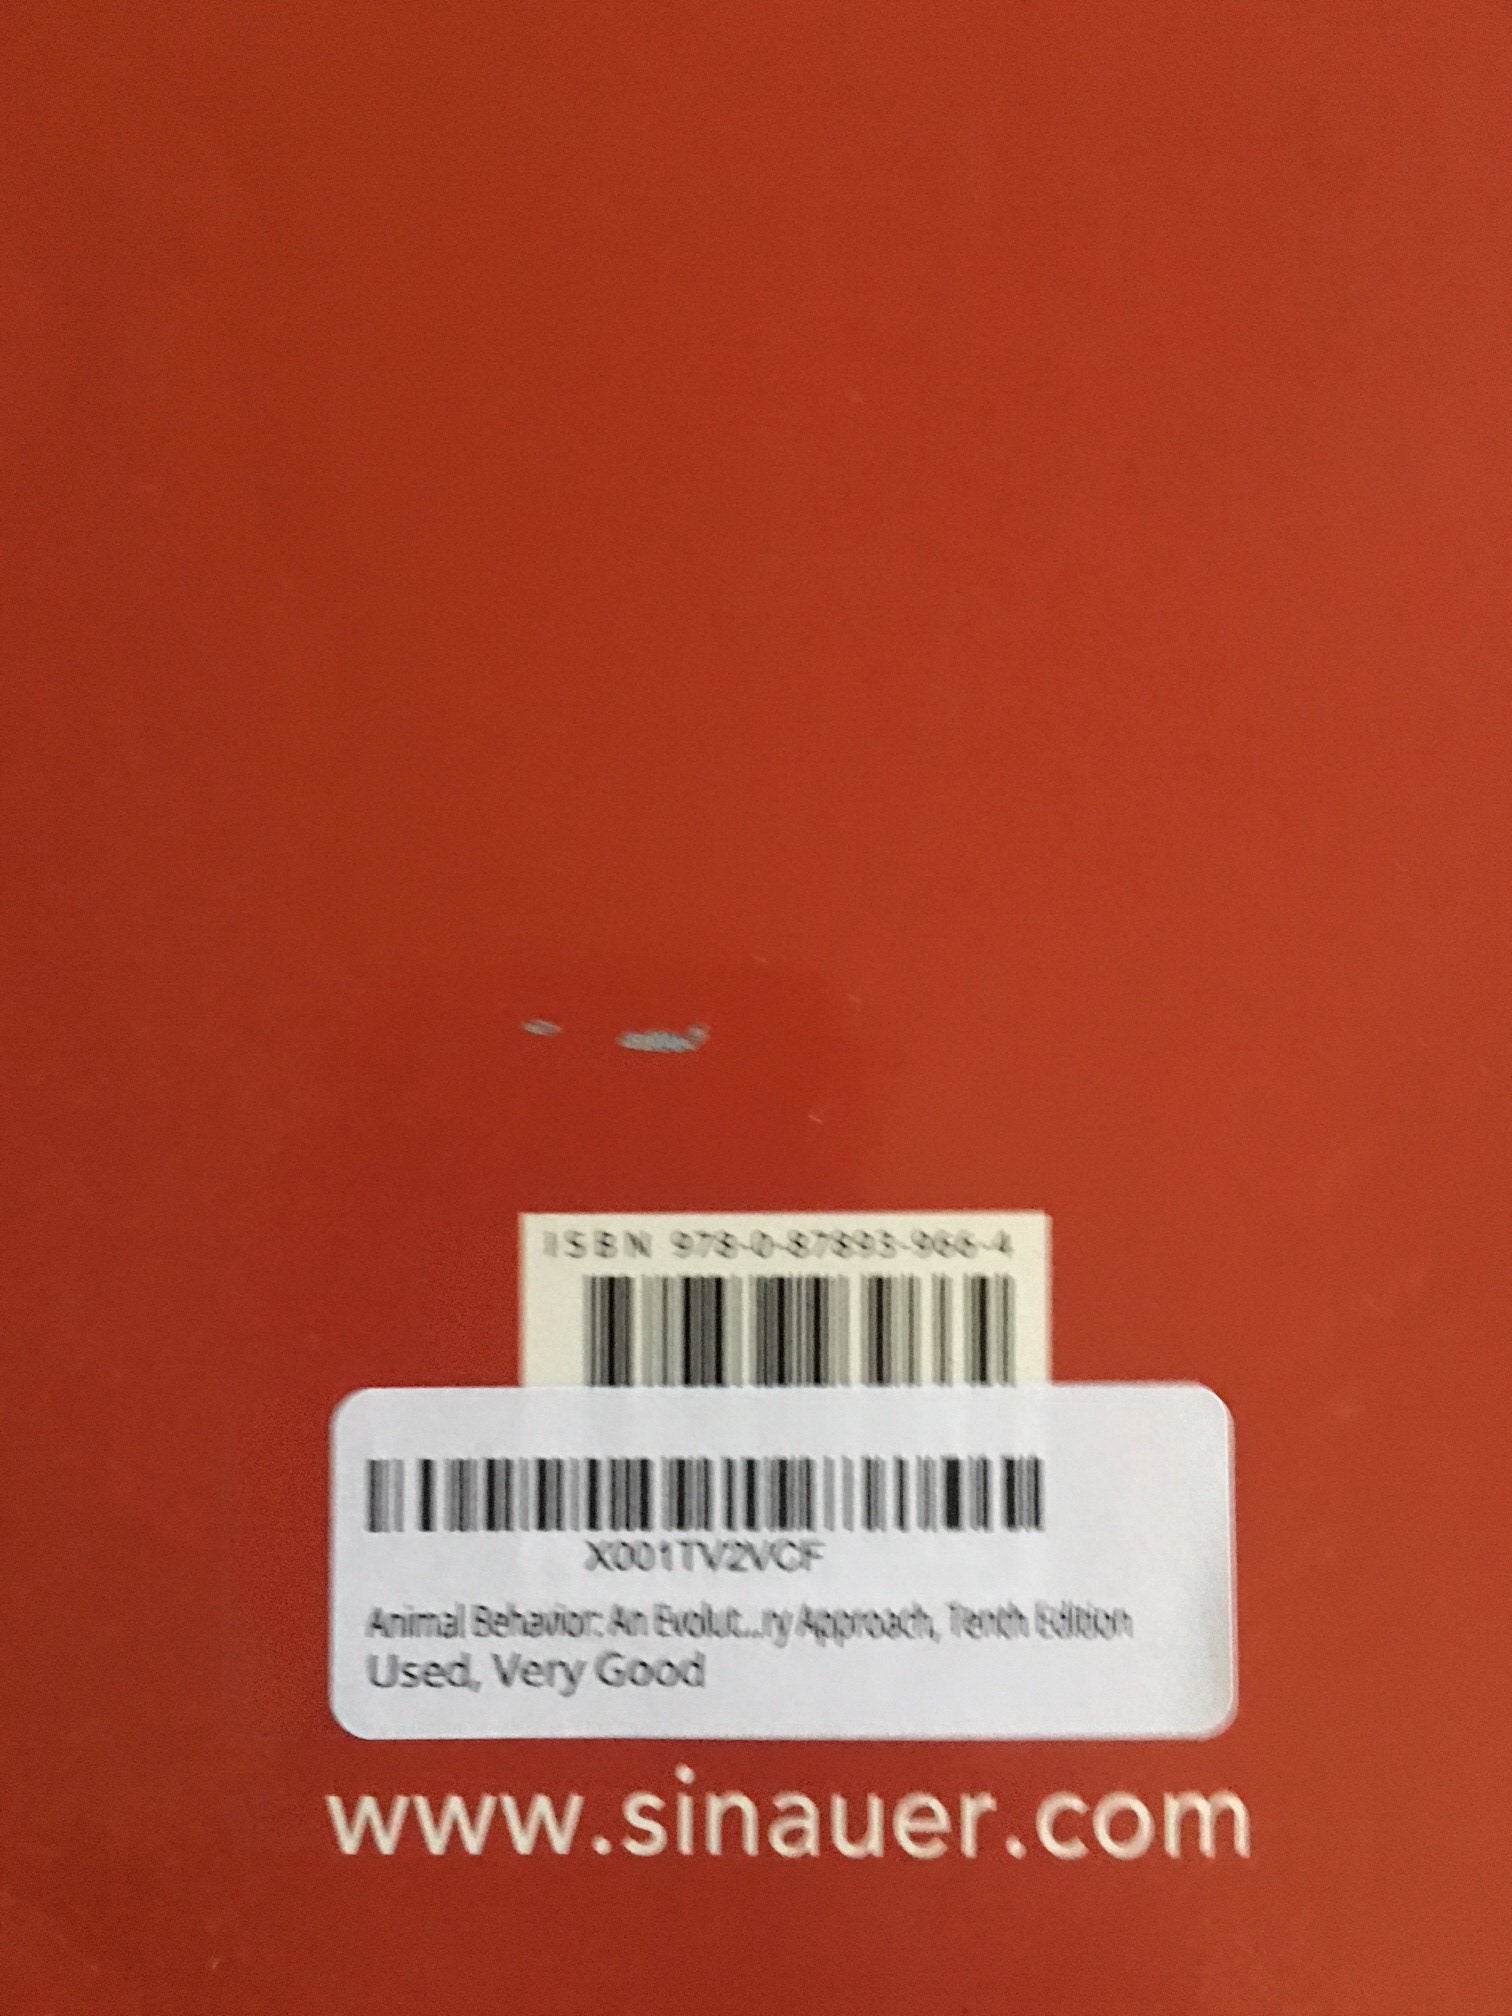 ISBN 978-0-87893-966-4
X001TV2VCF
Animal Behavior: An Evolut...ry Approach, Tenth Edition
Used, Very Good
www.sinauer.com